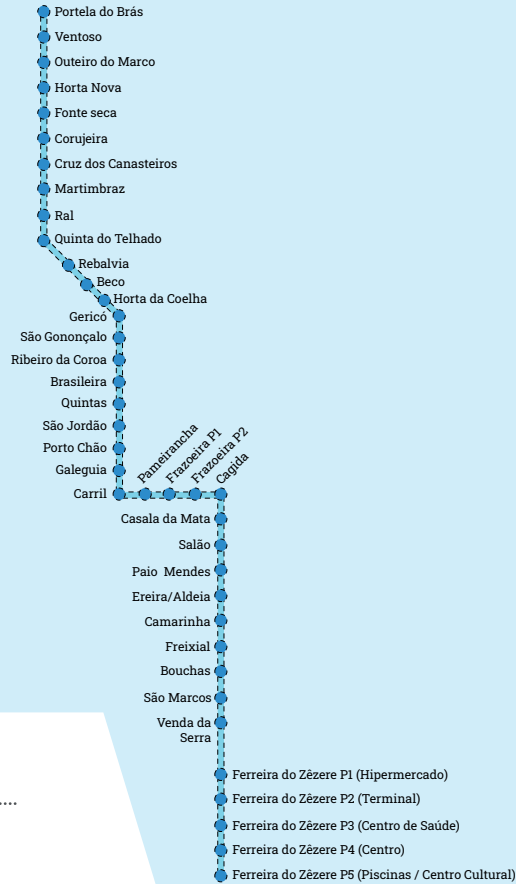 Portela do Brás
Ventoso
Outeiro do Marco
Horta Nova
Fonte seca
Corujeira
Cruz dos Canasteiros
Martimbraz
Ral
Quinta do Telhado
Rebalvia
Beco
Horta da Coelha
Gericó
São Gononçalo
Ribeiro da Coroa
Brasileira
Quintas
São Jordão
Porto Chão
Galeguia
Carril
Pameirancha
Frazoeira P1
Frazoeira P2
Cagida
Casala da Mata
Salão
Paio Mendes
Ereira/Aldeia
Camarinha
Freixial
Bouchas
São Marcos
Venda da
Serra
Ferreira do Zêzere P1 (Hipermercado)
Ferreira do Zêzere P2 (Terminal)
....
Ferreira do Zêzere P3 (Centro de Saúde)
Ferreira do Zêzere P4 (Centro)
Ferreira do Zêzere P5 (Piscinas / Centro Cultural)